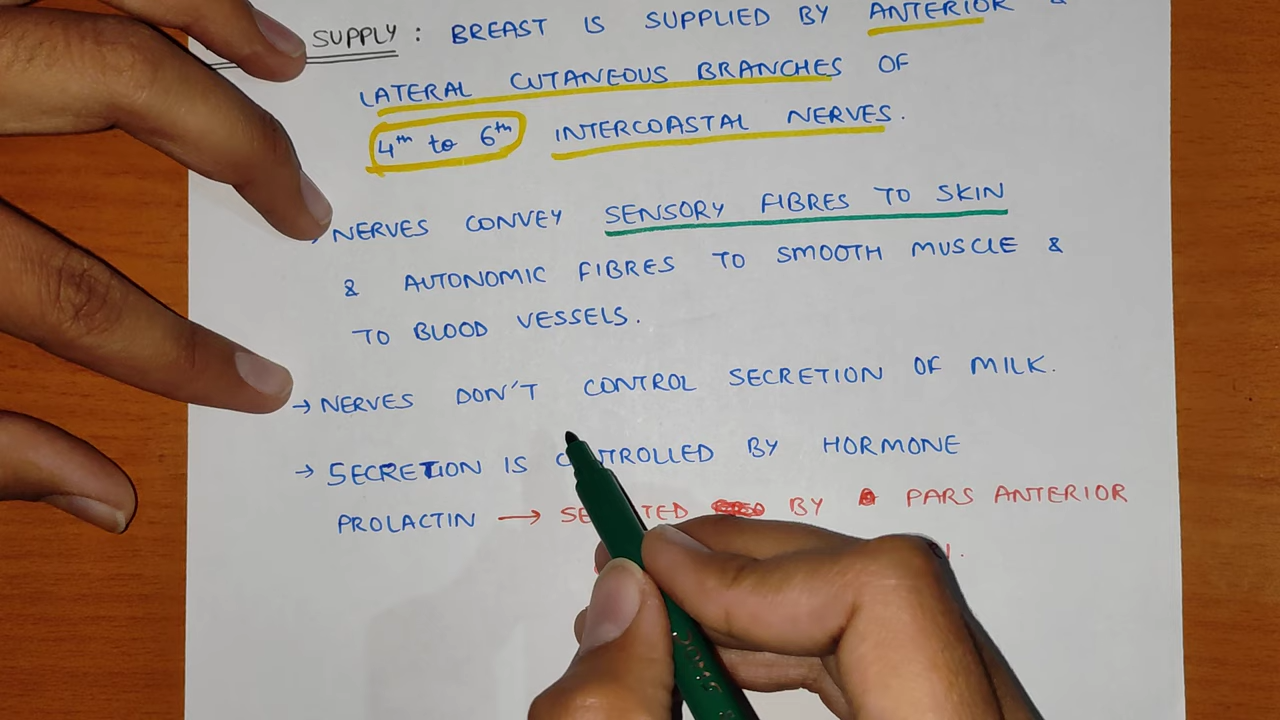 SUPPLY : BREAST IS SUPPLIED BY ANTERIOR &
LATERAL CUTANEOUS BRANCHES OF
4th to 6th INTERCOASTAL NERVES.
→ NERVES CONVEY SENSORY FIBRES TO SKIN
& AUTONOMIC FIBRES TO SMOOTH MUSCLE &
TO BLOOD VESSELS.
→ NERVES DON'T CONTROL SECRETION OF MILK.
→ SECRETION IS CONTROLLED BY HORMONE
PROLACTIN → BY PARS ANTERIOR